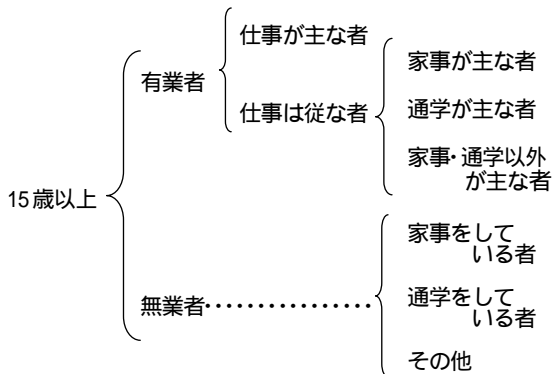 仕事が主な者
有業者
家事が主な者
仕事は従な者
通学が主な者
家事・通学以外
が主な者
15歳以上
家事をして
いる者
無業者・・・・・・・・・・・・・・・・
通学をして
いる者
その他